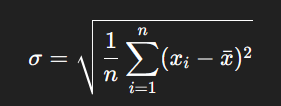 σ = √(1/n ∑_{i=1}^{n} (x_i − x̄)²)